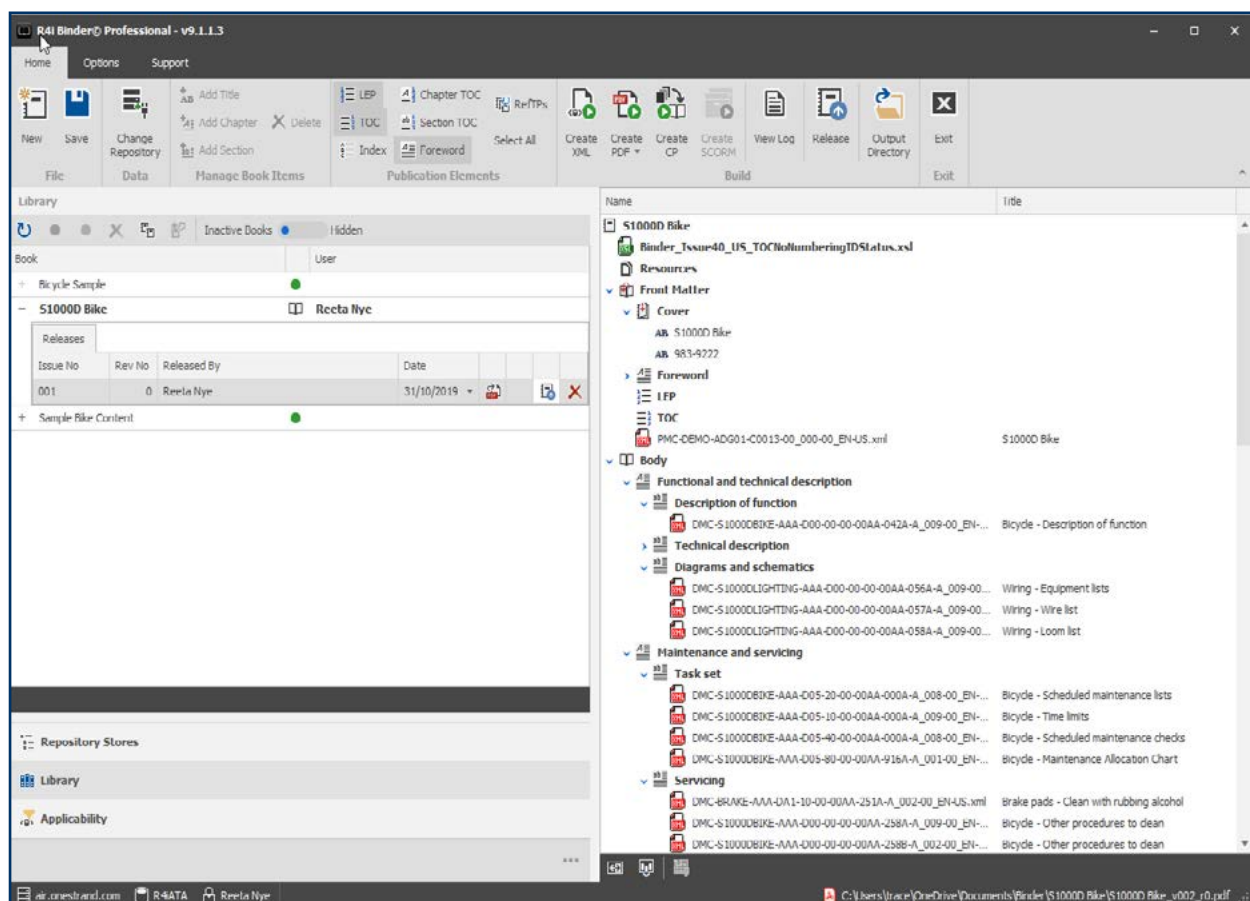 R4i Binder© Professional - v9.1.1.3
Home Options Support
New Save Change Repository Add Title Add Chapter Add Section Delete LEP TOC Index Chapter TOC Section TOC Foreword RefTPs Select All Create XML Create PDF Create CP Create SCORM View Log Release Output Directory Exit
File Data Manage Book Items Publication Elements Build Exit
Library
Inactive Books Hidden
Book User
Bicycle Sample
S1000D Bike Reeta Nye
Releases
Issue No Rev No Released By Date
001 0 Reeta Nye 31/10/2019
Sample Bike Content
Repository Stores
Library
Applicability
Name Title
S1000D Bike
Binder_Issue40_US_TOCNoNumberingIDStatus.xsl
Resources
Front Matter
Cover
AB S1000D Bike
AB 983-9222
Foreword
LEP
TOC
PMC-DEMO-ADG01-C0013-00_000-00_EN-US.xml S1000D Bike
Body
Functional and technical description
Description of function
DMC-S1000DBIKE-AAA-D00-00-00-00AA-042A-A_009-00_EN-... Bicycle - Description of function
Technical description
Diagrams and schematics
DMC-S1000DLIGHTING-AAA-D00-00-00-00AA-056A-A_009-00... Wiring - Equipment lists
DMC-S1000DLIGHTING-AAA-D00-00-00-00AA-057A-A_009-00... Wiring - Wire list
DMC-S1000DLIGHTING-AAA-D00-00-00-00AA-058A-A_009-00... Wiring - Loom list
Maintenance and servicing
Task set
DMC-S1000DBIKE-AAA-D05-20-00-00AA-000A-A_008-00_EN-... Bicycle - Scheduled maintenance lists
DMC-S1000DBIKE-AAA-D05-10-00-00AA-000A-A_009-00_EN-... Bicycle - Time limits
DMC-S1000DBIKE-AAA-D05-40-00-00AA-000A-A_008-00_EN-... Bicycle - Scheduled maintenance checks
DMC-S1000DBIKE-AAA-D05-80-00-00AA-916A-A_001-00_EN-... Bicycle - Maintenance Allocation Chart
Servicing
DMC-BRAKE-AAA-DA1-10-00-00AA-251A-A_002-00_EN-US.xml Brake pads - Clean with rubbing alcohol
DMC-S1000DBIKE-AAA-D00-00-00-00AA-258A-A_009-00_EN-... Bicycle - Other procedures to clean
DMC-S1000DBIKE-AAA-D00-00-00-00AA-258B-A_002-00_EN-... Bicycle - Other procedures to clean
air.onestrand.com R4iATA Reeta Nye C:\Users\trace\OneDrive\Documents\Binder\S1000D Bike\S1000D Bike_v002_r0.pdf